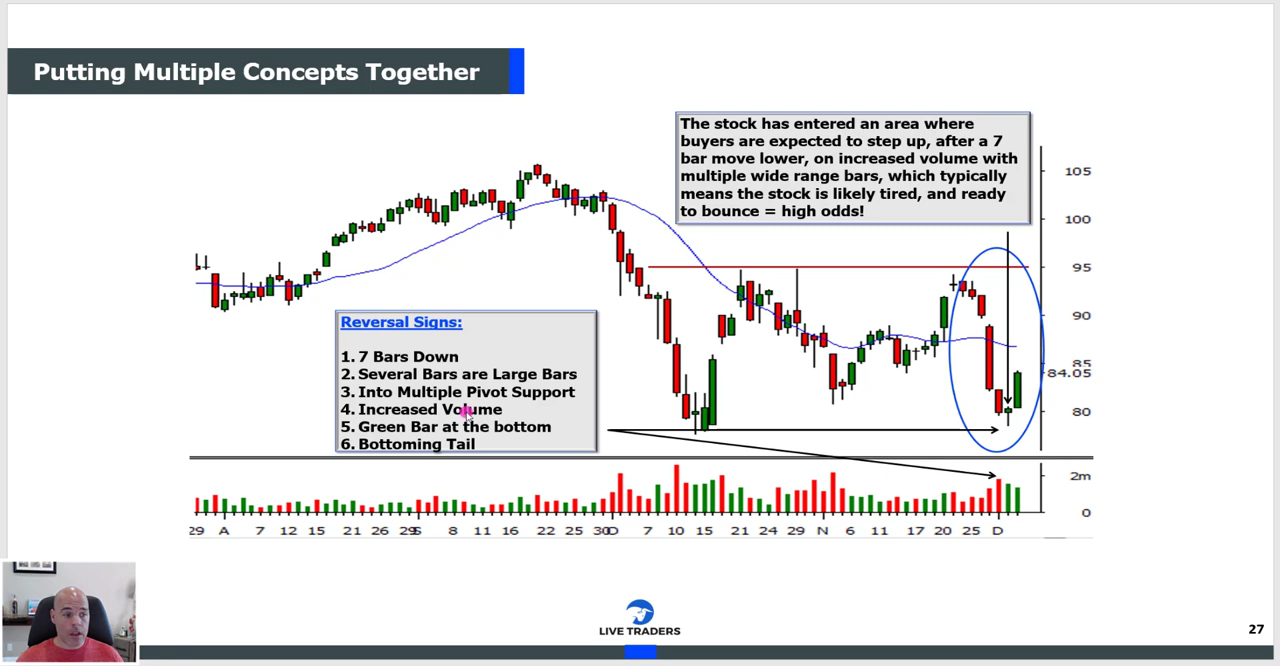 Putting Multiple Concepts Together
The stock has entered an area where
buyers are expected to step up, after a 7
bar move lower, on increased volume with
multiple wide range bars, which typically
means the stock is likely tired, and ready
to bounce = high odds!
105
100
95
90
85
84.05
80
Reversal Signs:
1. 7 Bars Down
2. Several Bars are Large Bars
3. Into Multiple Pivot Support
4. Increased Volume
5. Green Bar at the bottom
6. Bottoming Tail
2m
0
29 A 7 10 15 21 26 29S 8 11 16 22 25 30O 7 10 15 21 24 29 N 6 11 17 20 25 D
LIVE TRADERS
27